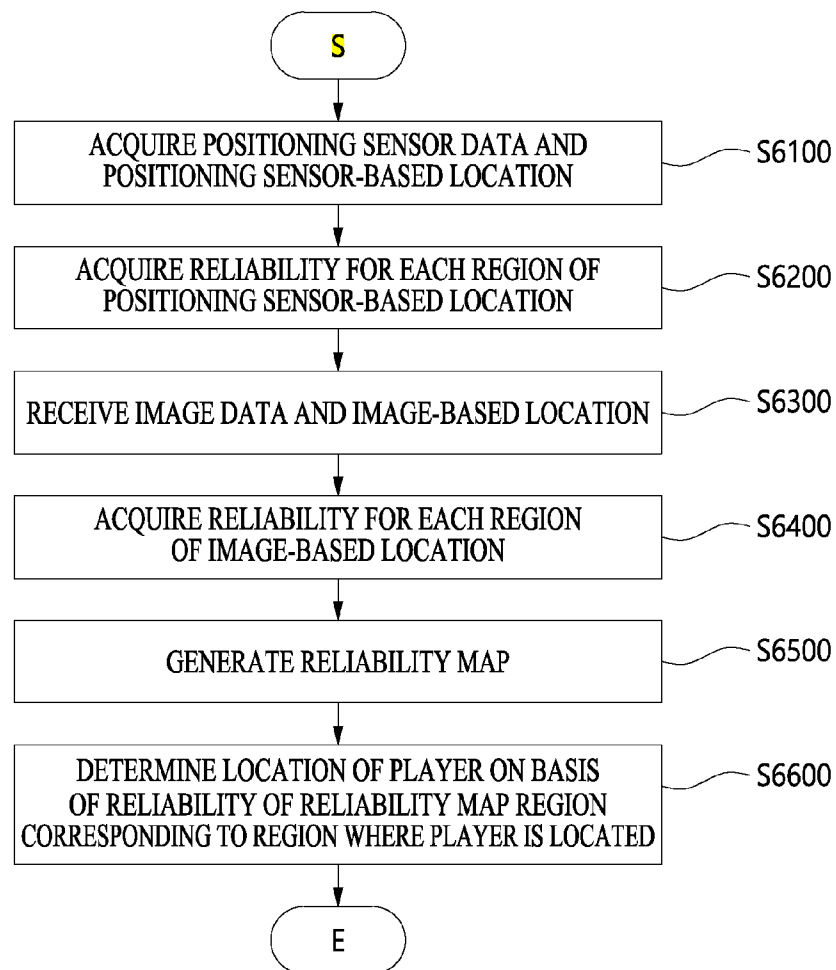 S
ACQUIRE POSITIONING SENSOR DATA AND
POSITIONING SENSOR-BASED LOCATION
S6100
ACQUIRE RELIABILITY FOR EACH REGION OF
POSITIONING SENSOR-BASED LOCATION
S6200
RECEIVE IMAGE DATA AND IMAGE-BASED LOCATION
S6300
ACQUIRE RELIABILITY FOR EACH REGION
OF IMAGE-BASED LOCATION
S6400
GENERATE RELIABILITY MAP
S6500
DETERMINE LOCATION OF PLAYER ON BASIS
OF RELIABILITY OF RELIABILITY MAP REGION
CORRESPONDING TO REGION WHERE PLAYER IS LOCATED
S6600
E